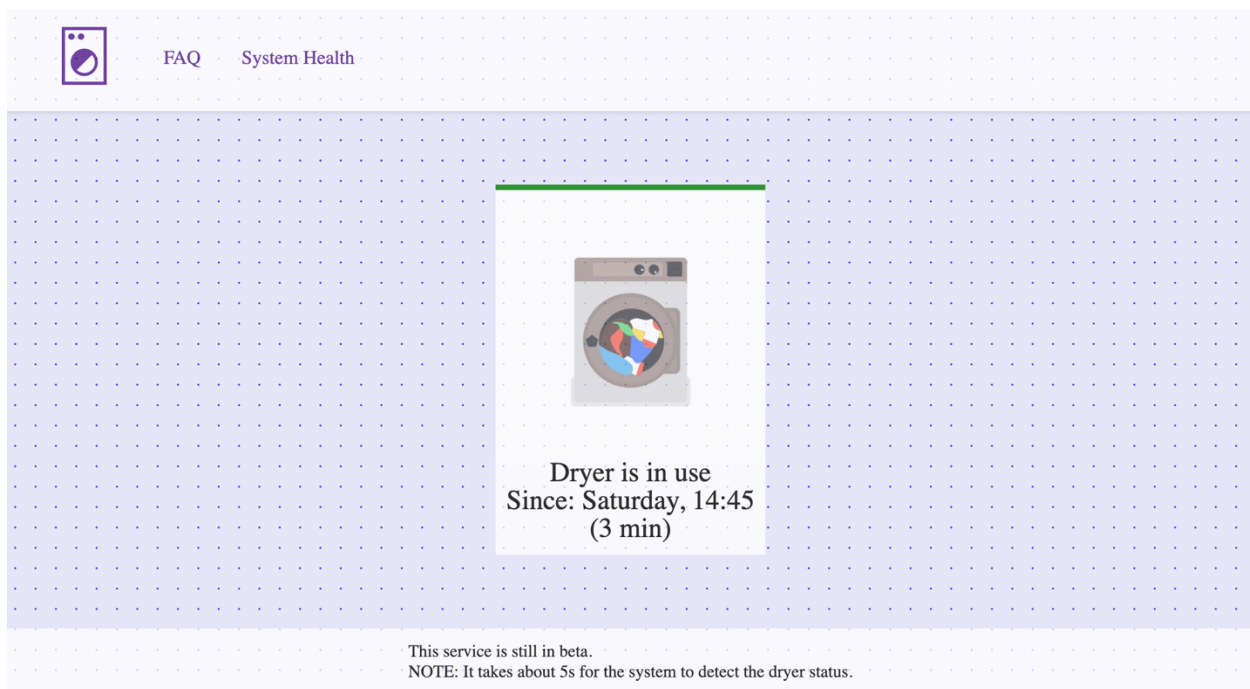 FAQ System Health
Dryer is in use
Since: Saturday, 14:45
(3 min)
This service is still in beta.
NOTE: It takes about 5s for the system to detect the dryer status.